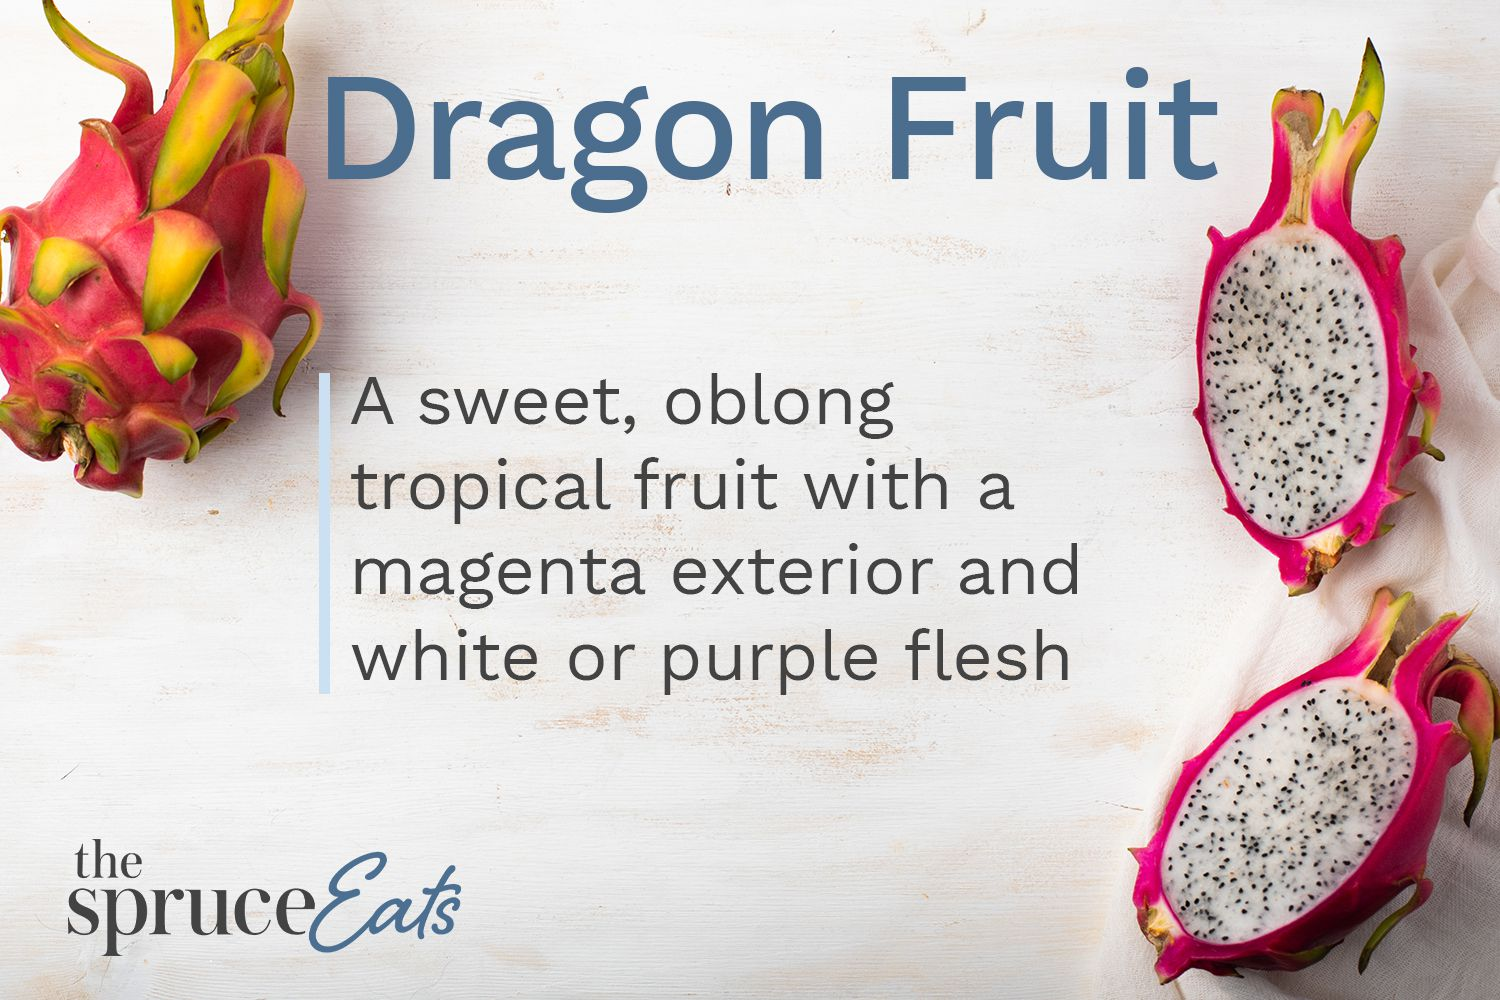 Dragon Fruit
A sweet, oblong
tropical fruit with a
magenta exterior and
white or purple flesh
the
spruce Eats